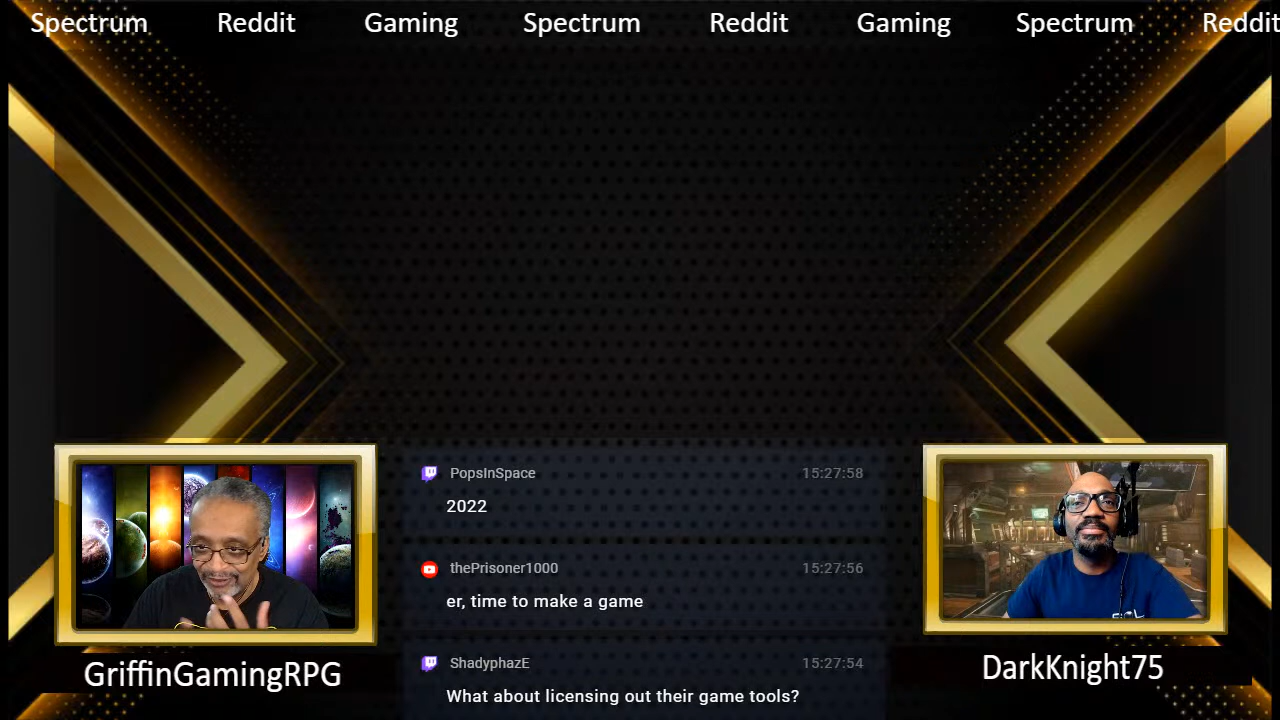 Spectrum Reddit Gaming Spectrum Reddit Gaming Spectrum Reddit
PopsInSpace 15:27:58
2022
thePrisoner1000 15:27:56
er, time to make a game
ShadyphazE 15:27:54
What about licensing out their game tools?
GriffinGamingRPG
DarkKnight75